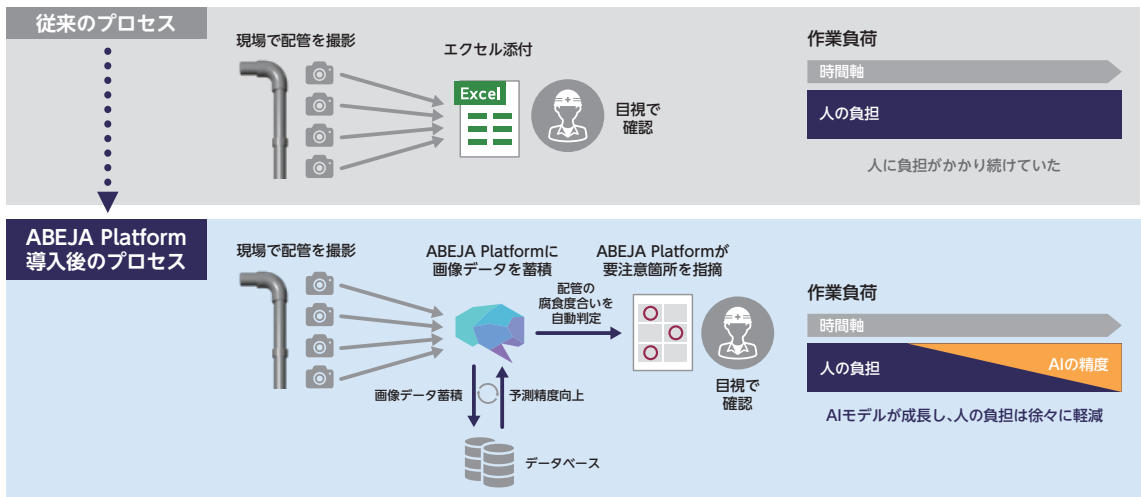 従来のプロセス
現場で配管を撮影
エクセル添付
Excel
目視で
確認
作業負荷
時間軸
人の負担
人に負担がかかり続けていた
ABEJA Platform
導入後のプロセス
現場で配管を撮影
ABEJA Platformに
画像データを蓄積
ABEJA Platformが
要注意箇所を指摘
配管の
腐食度合いを
自動判定
目視で
確認
画像データ蓄積
予測精度向上
データベース
作業負荷
時間軸
人の負担
AIの精度
AIモデルが成長し、人の負担は徐々に軽減